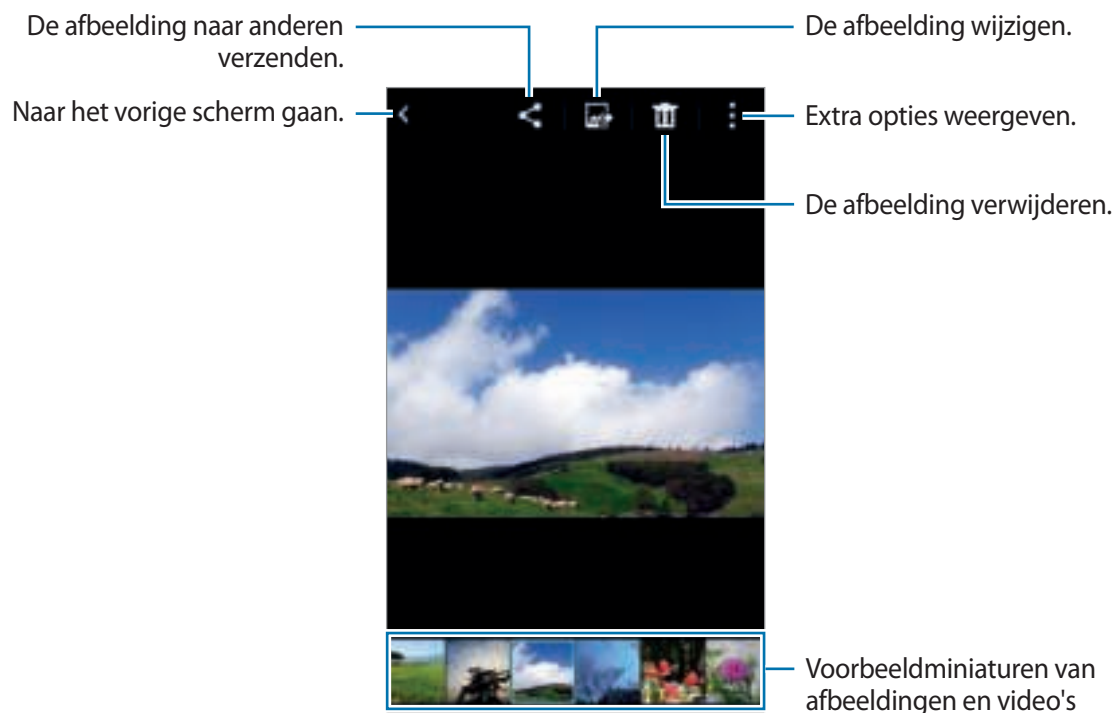 De afbeelding naar anderen
verzenden.
De afbeelding wijzigen.
Naar het vorige scherm gaan.
Extra opties weergeven.
De afbeelding verwijderen.
Voorbeeldminiaturen van
afbeeldingen en video's